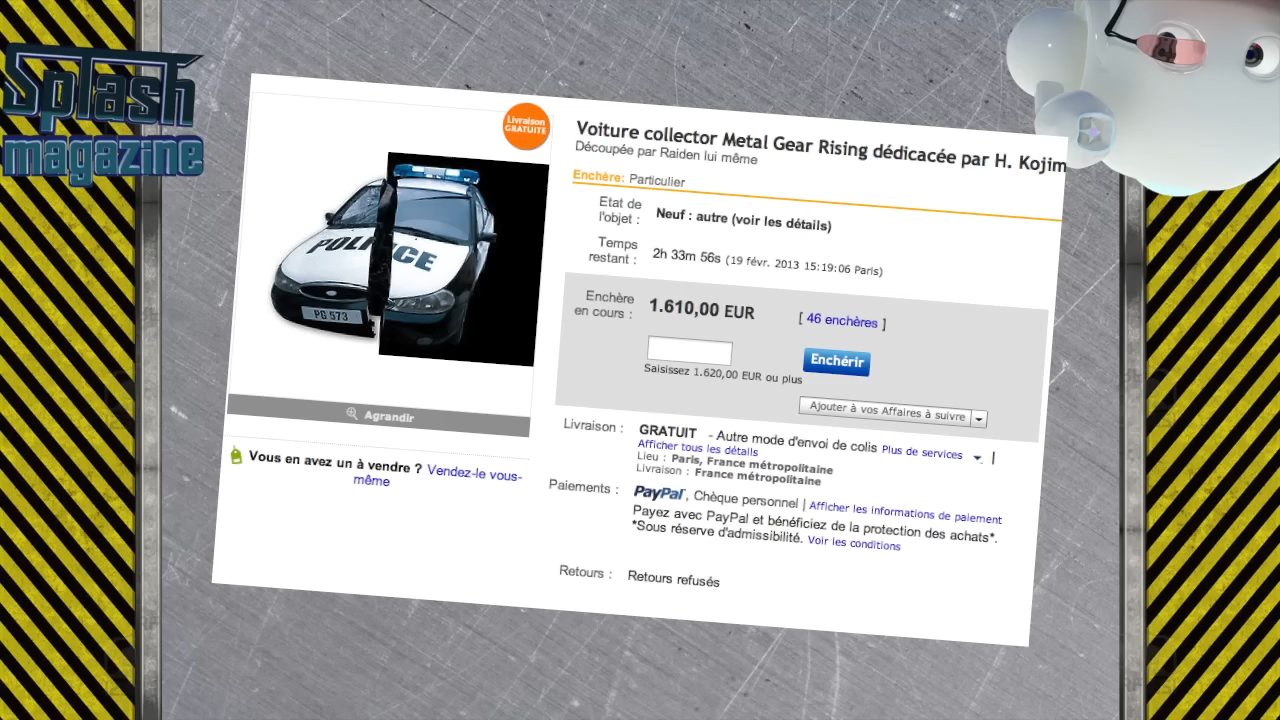 Splash
magazine
Livraison
GRATUITE
POLICE
PG 573
Agrandir
Vous en avez un à vendre ? Vendez-le vous-
même
Voiture collector Metal Gear Rising dédicacée par H. Kojim
Découpée par Raiden lui même
Enchère: Particulier
Etat de
l'objet :
Neuf : autre (voir les détails)
Temps
restant :
2h 33m 56s (19 févr. 2013 15:19:06 Paris)
Enchère
en cours :
1.610,00 EUR
[ 46 enchères ]
Enchérir
Saisissez 1.620,00 EUR ou plus
Ajouter à vos Affaires à suivre
Livraison :
GRATUIT - Autre mode d'envoi de colis Plus de services |
Afficher tous les détails
Lieu : Paris, France métropolitaine
Livraison : France métropolitaine
Paiements :
PayPal, Chèque personnel | Afficher les informations de paiement
Payez avec PayPal et bénéficiez de la protection des achats*.
*Sous réserve d'admissibilité. Voir les conditions
Retours :
Retours refusés